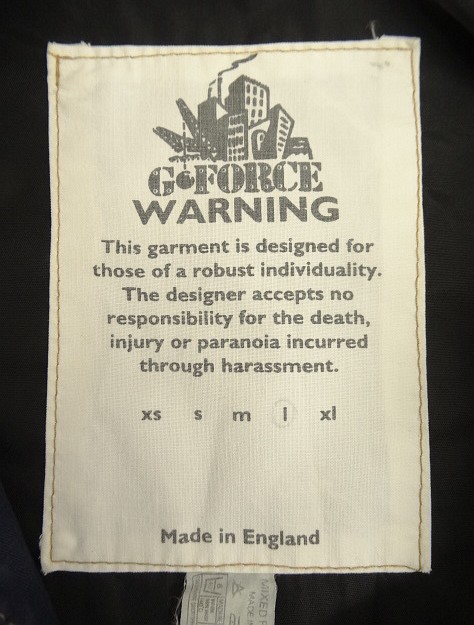 G-FORCE
WARNING
This garment is designed for
those of a robust individuality.
The designer accepts no
responsibility for the death,
injury or paranoia incurred
through harassment.
xs s m l xl
Made in England